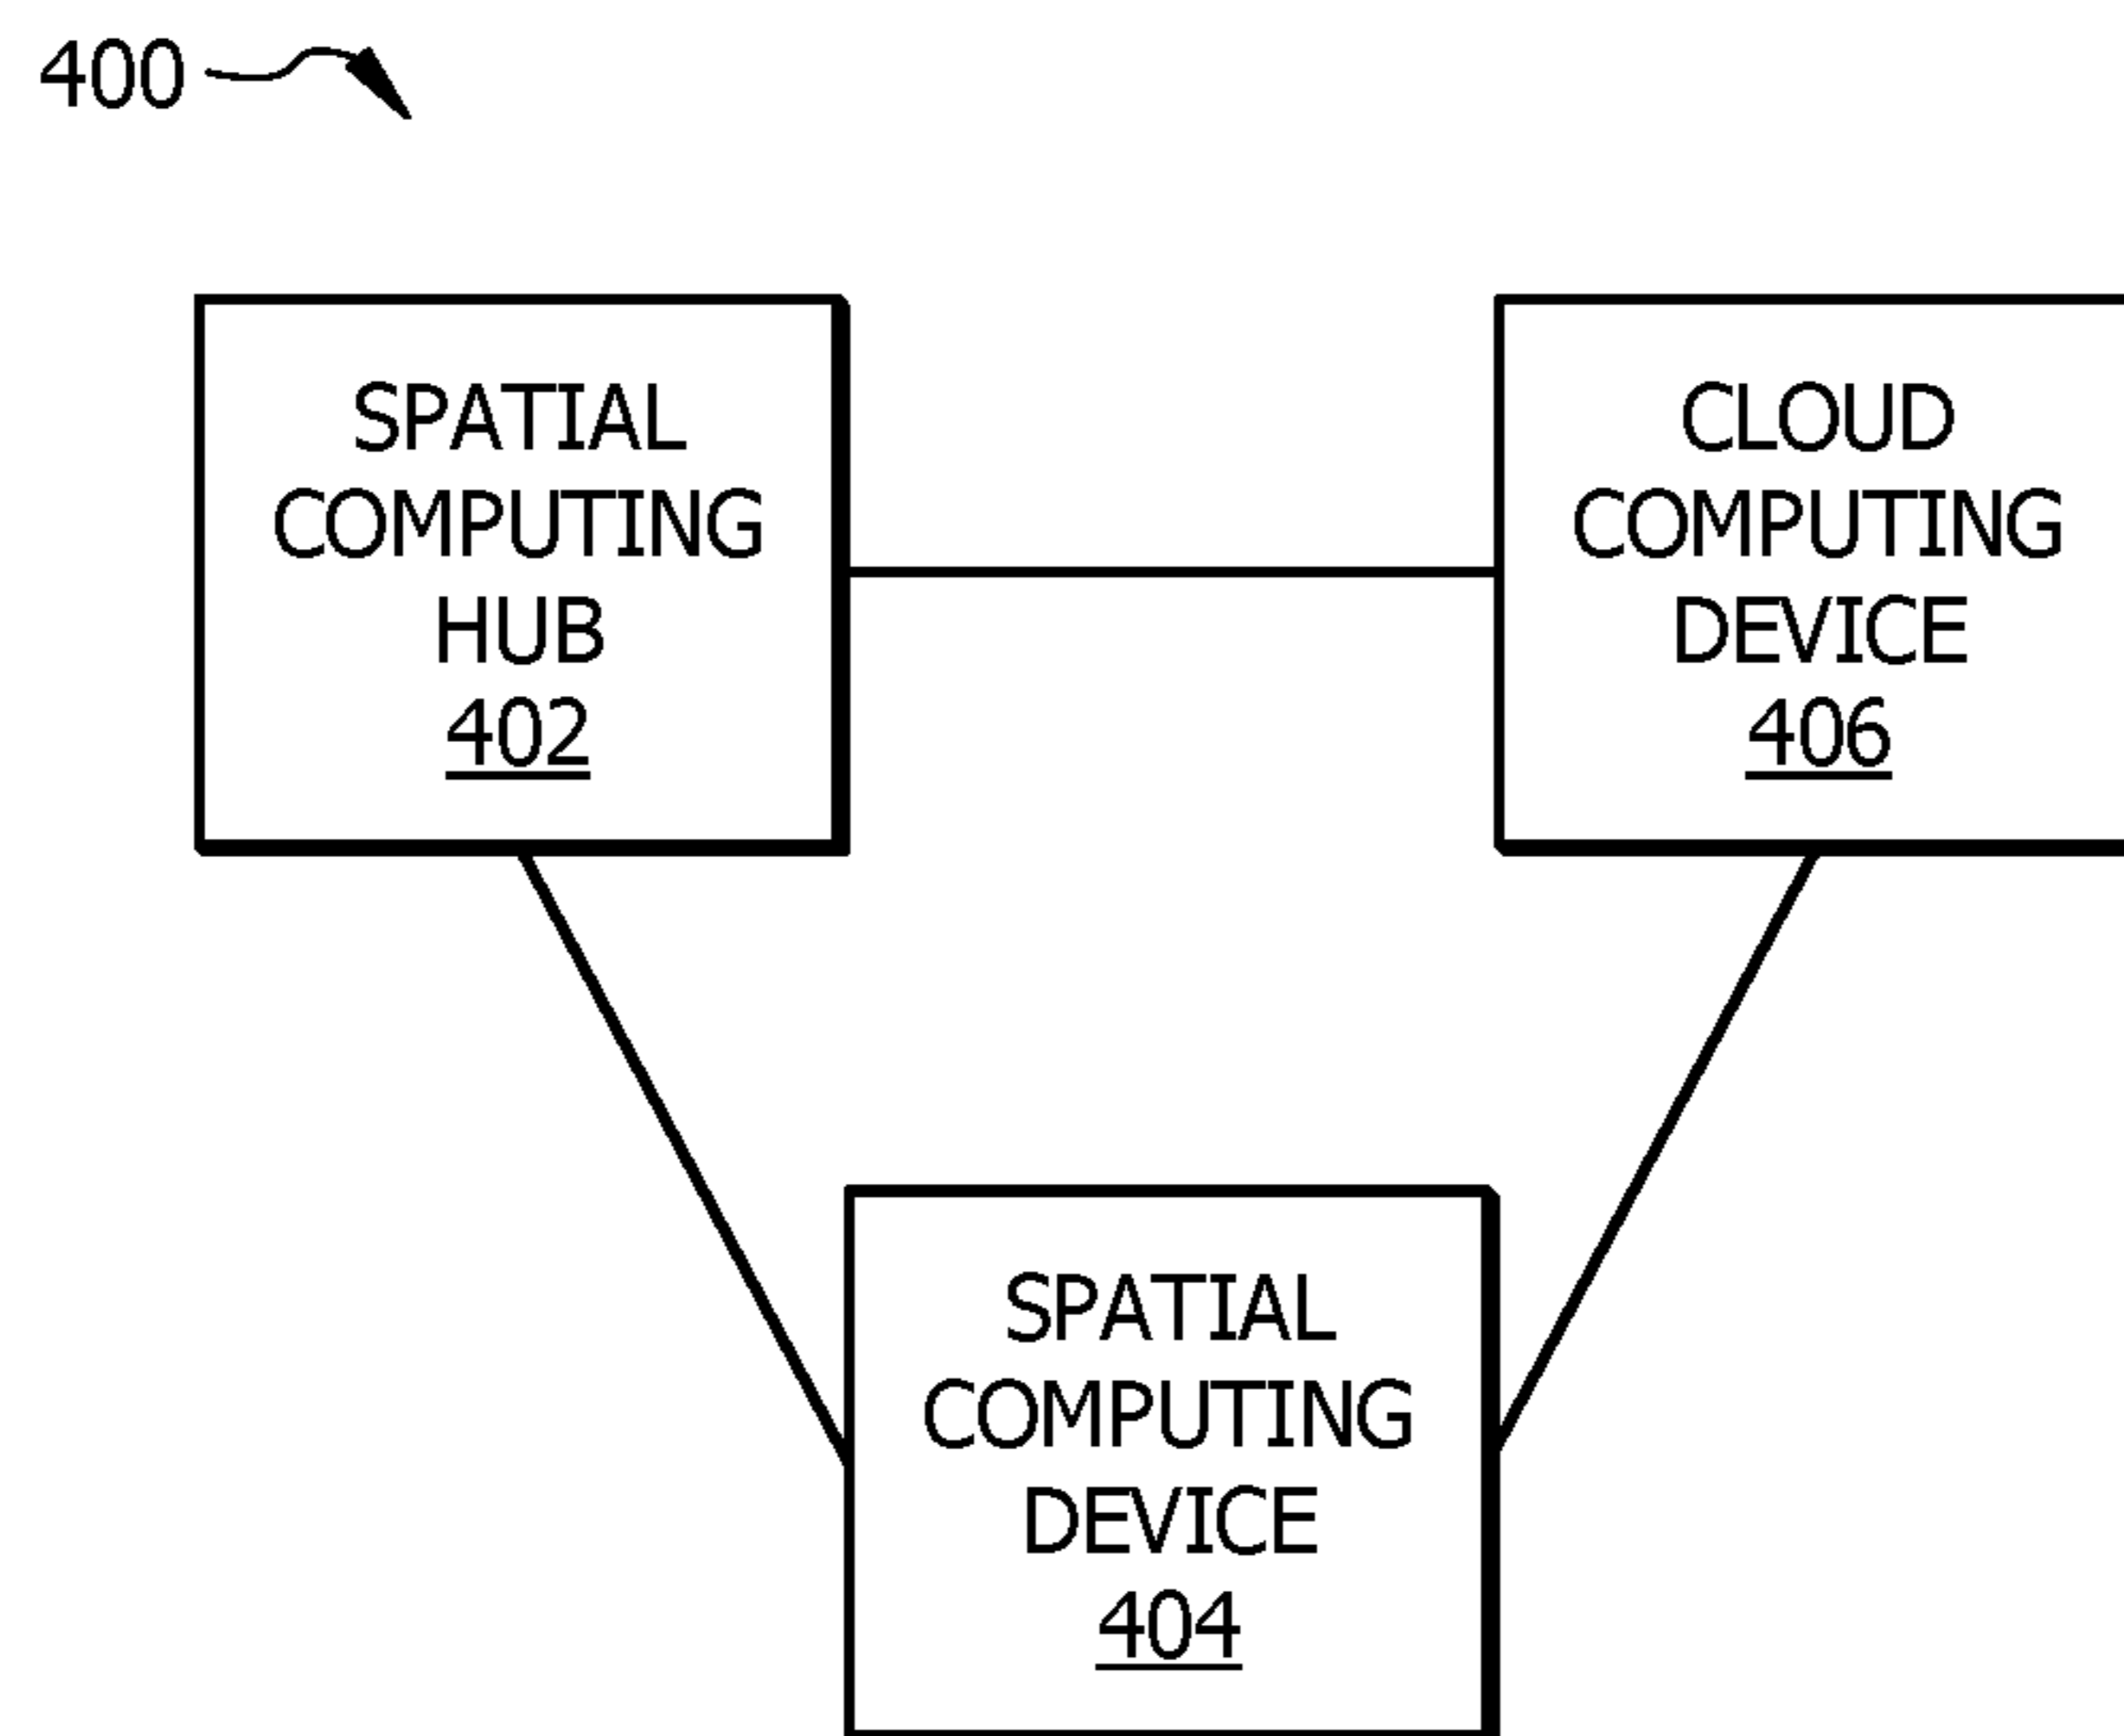 400
SPATIAL
COMPUTING
HUB
402
CLOUD
COMPUTING
DEVICE
406
SPATIAL
COMPUTING
DEVICE
404